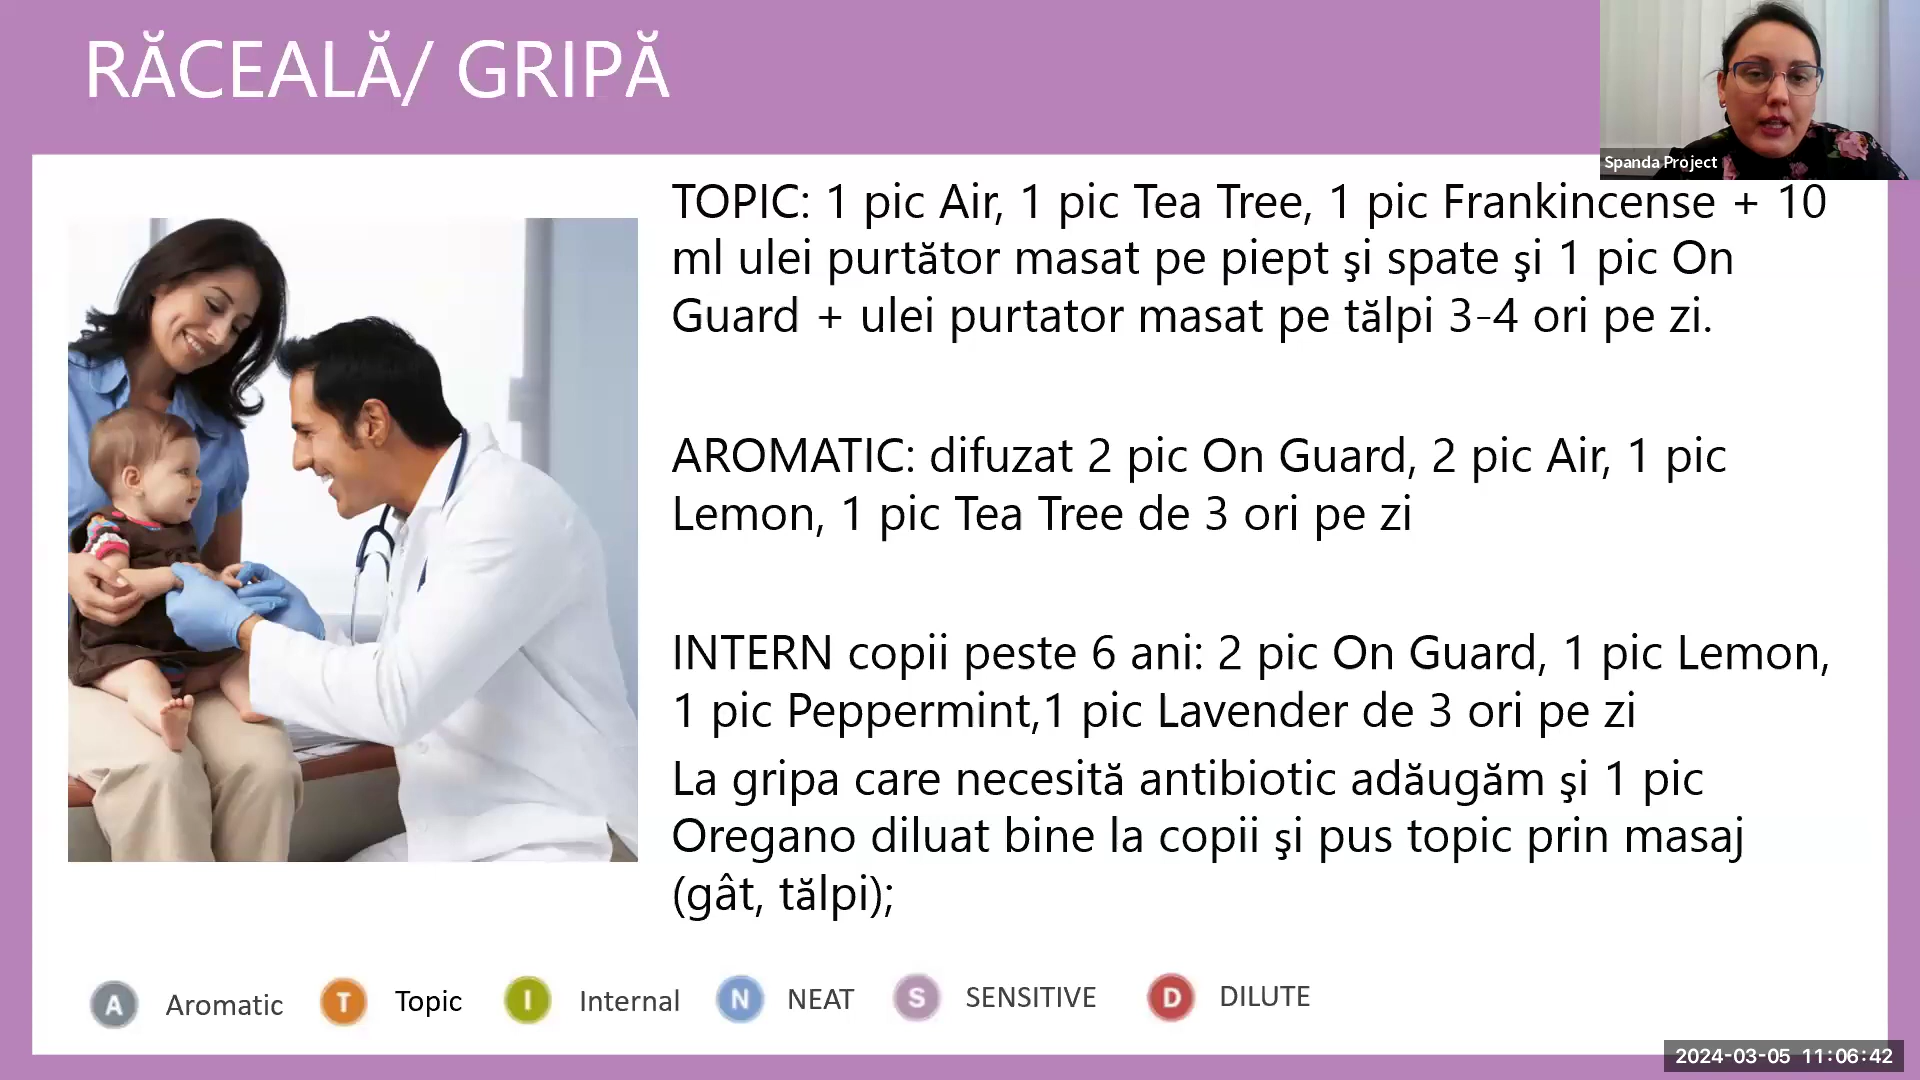 RĂCEALĂ/ GRIPĂ
Spanda Project
TOPIC: 1 pic Air, 1 pic Tea Tree, 1 pic Frankincense + 10
ml ulei purtător masat pe piept şi spate şi 1 pic On
Guard + ulei purtator masat pe tălpi 3-4 ori pe zi.
AROMATIC: difuzat 2 pic On Guard, 2 pic Air, 1 pic
Lemon, 1 pic Tea Tree de 3 ori pe zi
INTERN copii peste 6 ani: 2 pic On Guard, 1 pic Lemon,
1 pic Peppermint,1 pic Lavender de 3 ori pe zi
La gripa care necesită antibiotic adăugăm şi 1 pic
Oregano diluat bine la copii şi pus topic prin masaj
(gât, tălpi);
A Aromatic T Topic I Internal N NEAT S SENSITIVE D DILUTE
2024-03-05 11:06:42